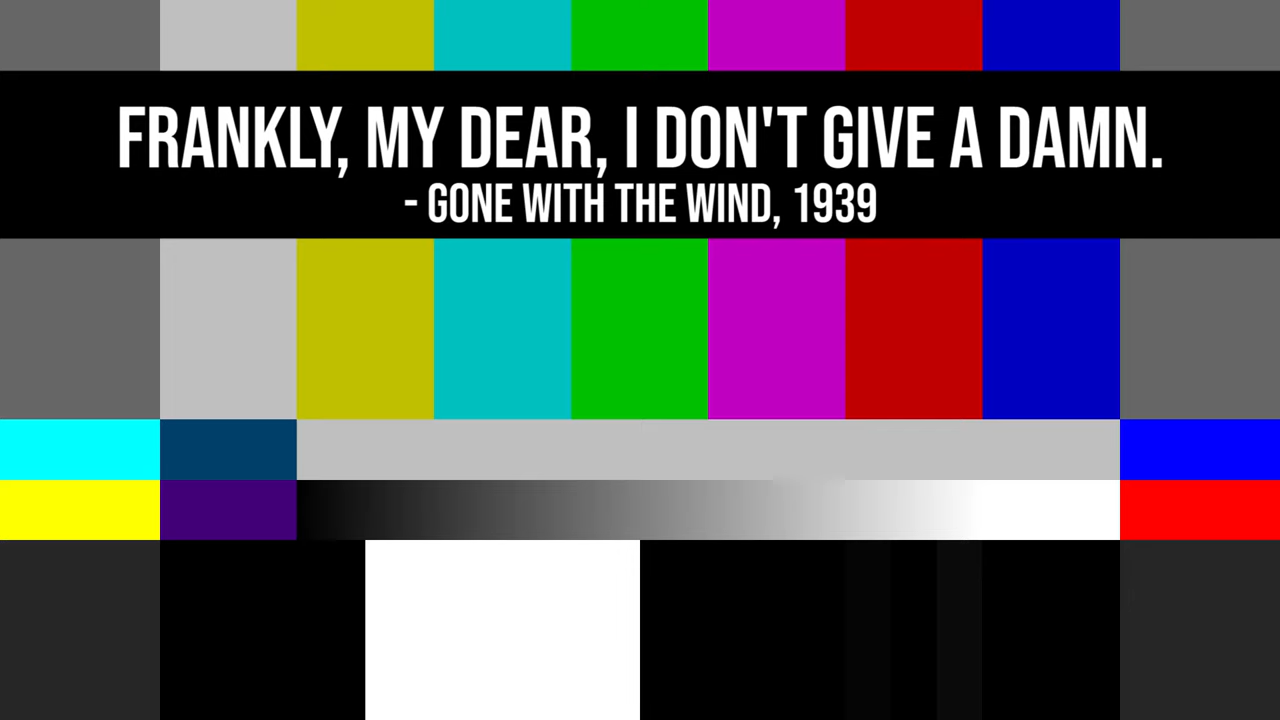 FRANKLY, MY DEAR, I DON'T GIVE A DAMN.
- GONE WITH THE WIND, 1939